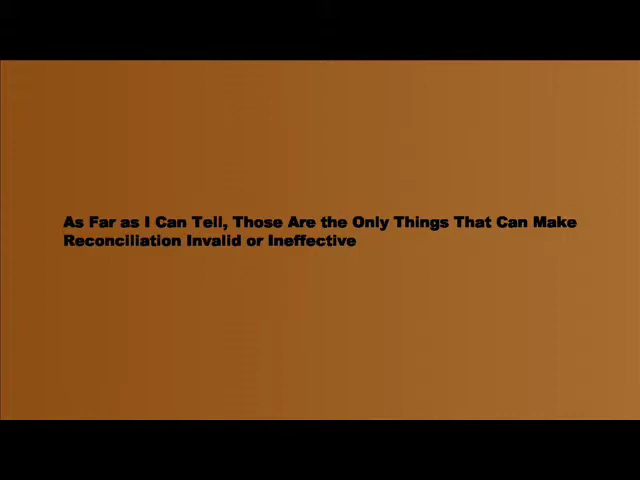 As Far as I Can Tell, Those Are the Only Things That Can Make
Reconciliation Invalid or Ineffective